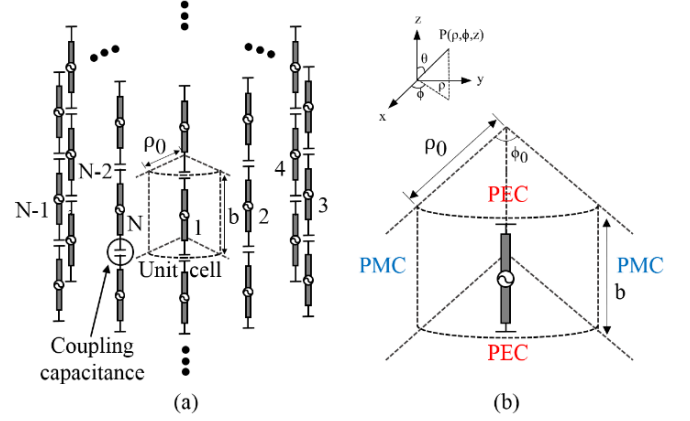 z
P(ρ,ϕ,z)
θ
y
ρ
ϕ
x
ρ0
N-2
4
N-1
N
1
b
2
3
Unit cell
Coupling
capacitance
(a)
ρ0
ϕ0
PEC
PMC
PMC
b
PEC
(b)